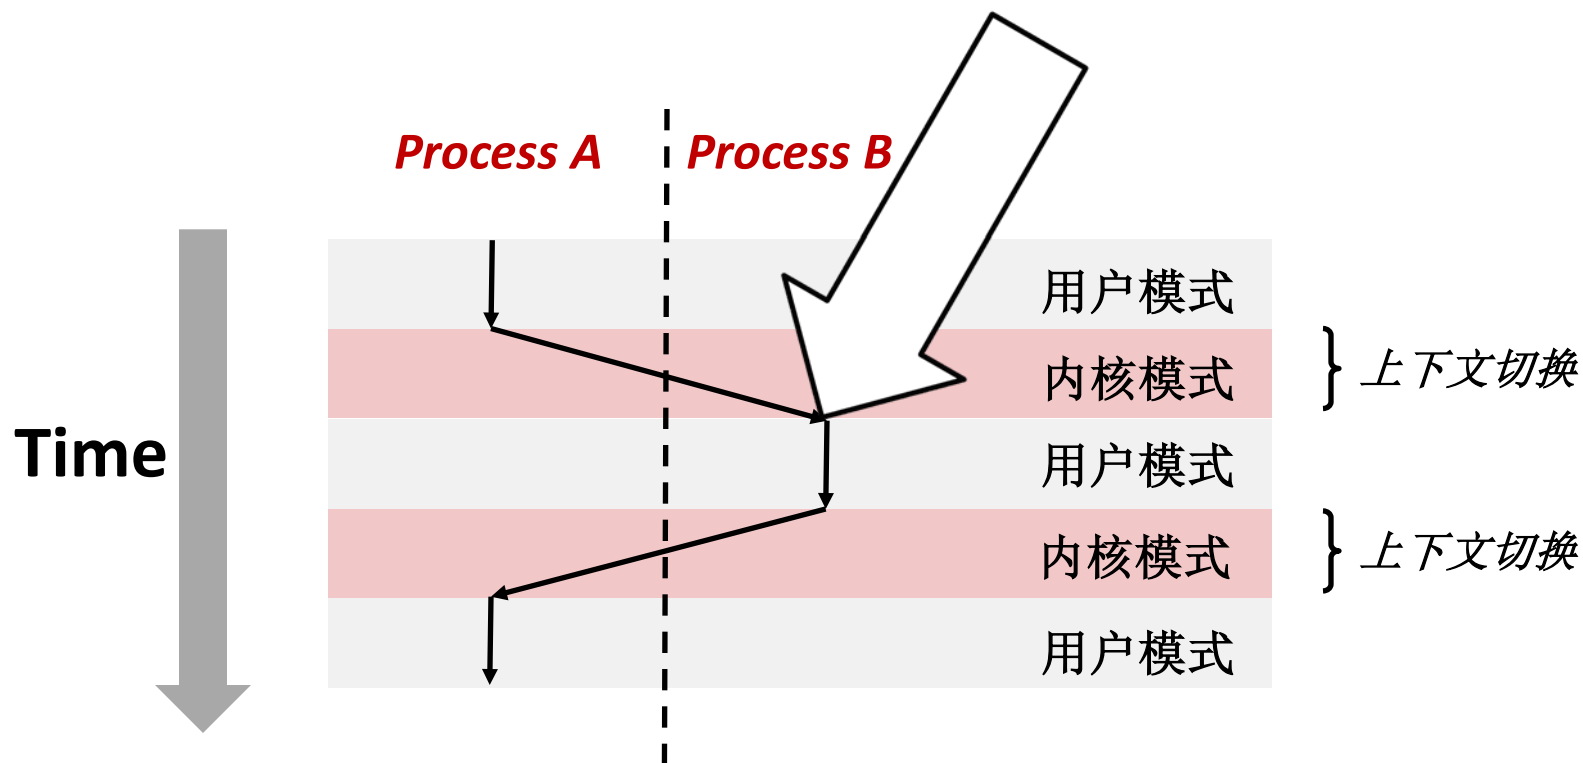 Process A
Process B
用户模式
内核模式
上下文切换
Time
用户模式
内核模式
上下文切换
用户模式